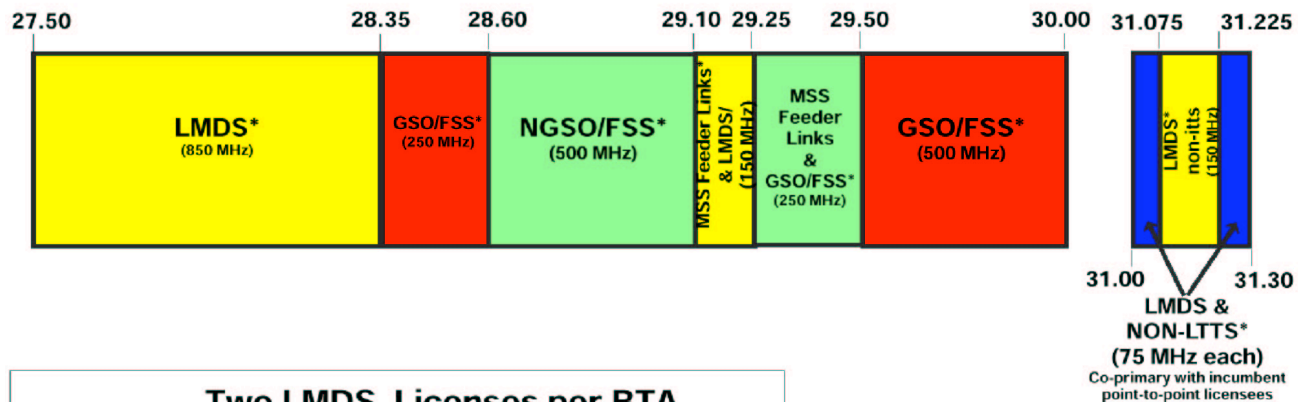 27.50 28.35 28.60 29.10 29.25 29.50 30.00 31.075 31.225
LMDS*
(850 MHz)
GSO/FSS*
(250 MHz)
NGSO/FSS*
(500 MHz)
MSS Feeder Links*
& LMDS/
(150 MHz)
MSS
Feeder
Links
&
GSO/FSS*
(250 MHz)
GSO/FSS*
(500 MHz)
LMDS*
non-itts
(150 MHz)
31.00 31.30
LMDS &
NON-LTTS*
(75 MHz each)
Co-primary with incumbent
point-to-point licensees
Two LMDS Licenses per BTA